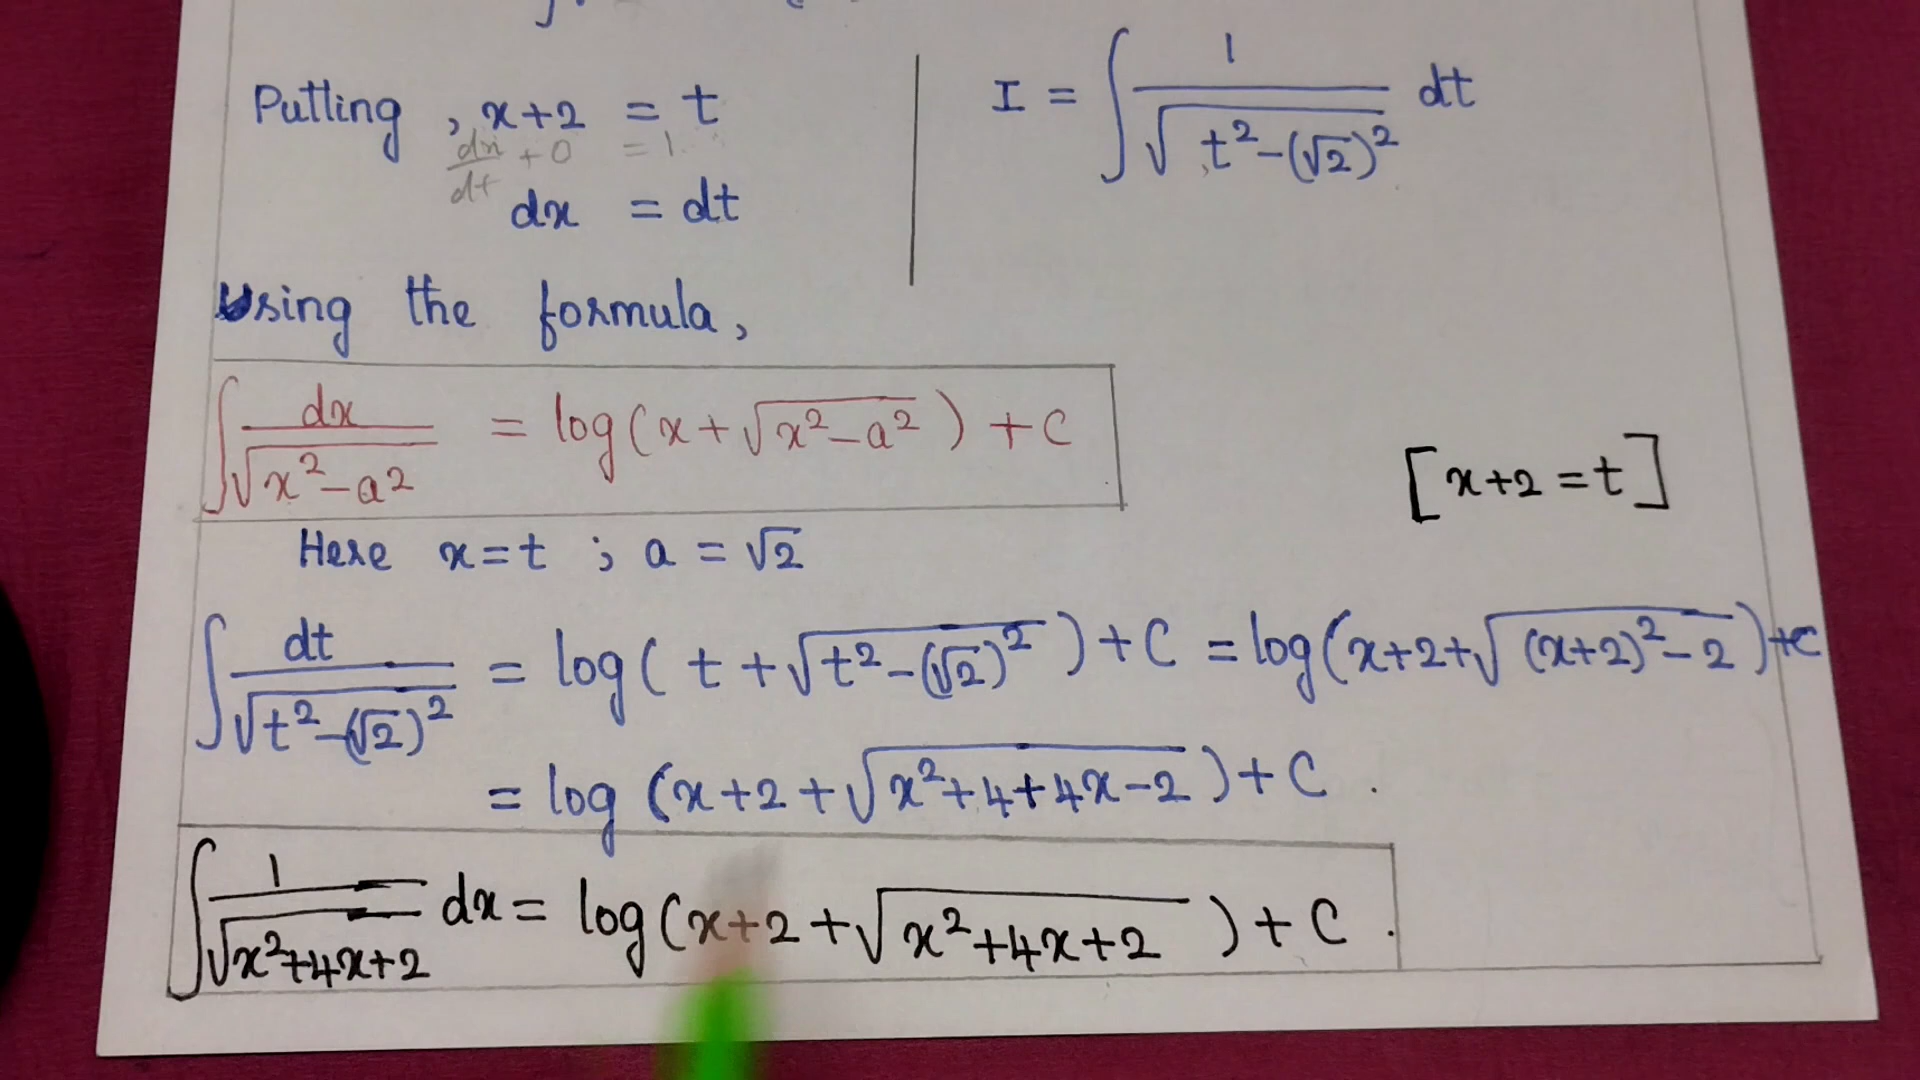 Putting , x+2 = t
dx/dt + 0 = 1
dx = dt
I = ∫ 1/√(t²-(√2)²) dt
Using the formula,
∫ dx/√(x²-a²) = log(x+√(x²-a²)) + C
[x+2 = t]
Here x=t ; a = √2
∫ dt/√(t²-(√2)²) = log(t+√(t²-(√2)²)) + C = log(x+2+√((x+2)²-2)) + C
= log (x+2+√(x²+4+4x-2)) + C .
∫ 1/√(x²+4x+2) dx = log(x+2+√(x²+4x+2)) + C .